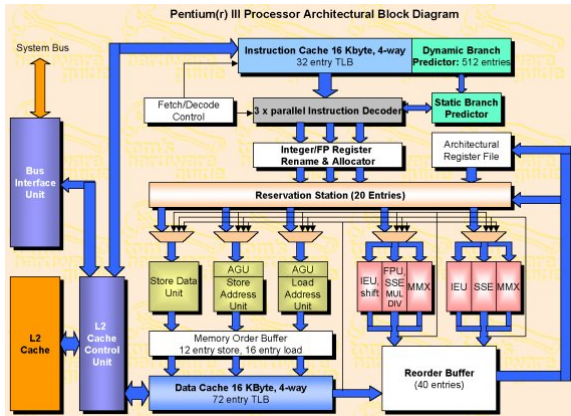 Pentium(r) III Processor Architectural Block Diagram
System Bus
Instruction Cache 16 Kbyte, 4-way
32 entry TLB
Dynamic Branch
Predictor: 512 entries
Fetch/Decode
Control
3 x parallel Instruction Decoder
Static Branch
Predictor
Bus
Interface
Unit
Integer/FP Register
Rename & Allocator
Architectural
Register File
Reservation Station (20 Entries)
Store Data
Unit
AGU
Store
Address
Unit
AGU
Load
Address
Unit
IEU,
shift
FPU,
SSE
MUL
DIV
MMX
IEU
SSE
MMX
L2
Cache
L2
Cache
Control
Unit
Memory Order Buffer
12 entry store, 16 entry load
Data Cache 16 KByte, 4-way
72 entry TLB
Reorder Buffer
(40 entries)